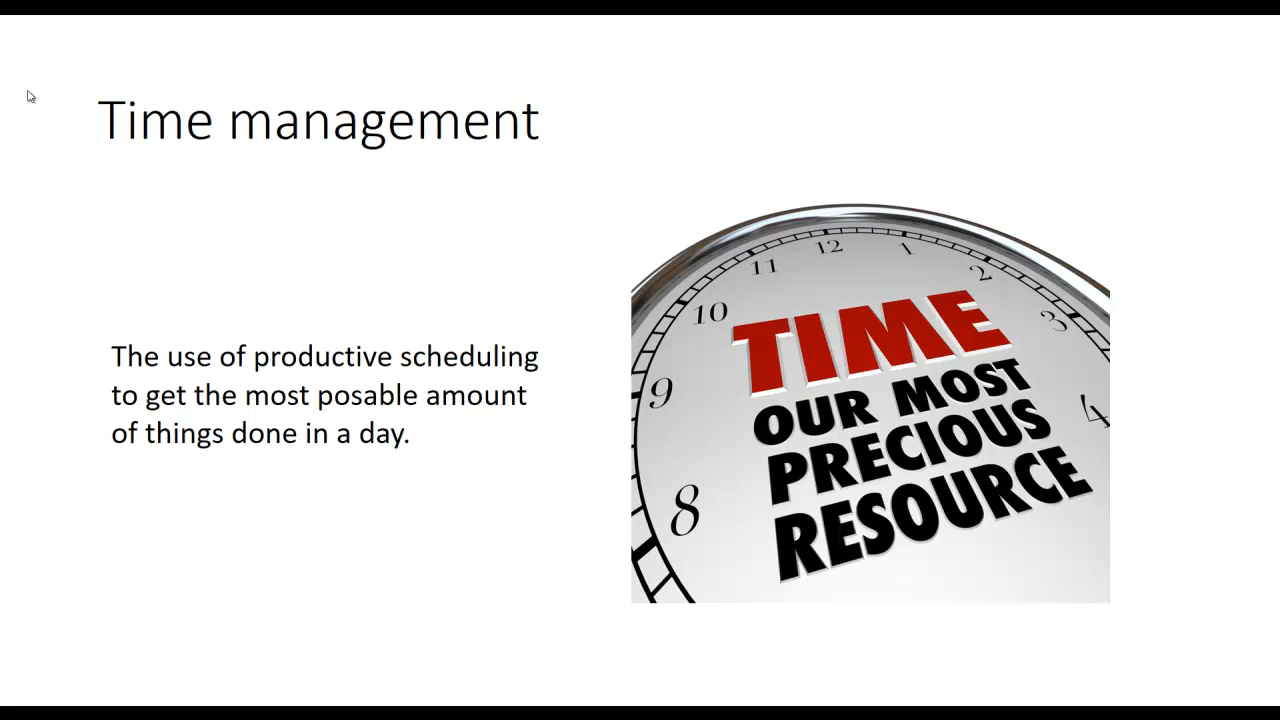 Time management
The use of productive scheduling
to get the most posable amount
of things done in a day.
12
1
11
2
10
3
9
4
8
TIME
OUR MOST
PRECIOUS
RESOURCE